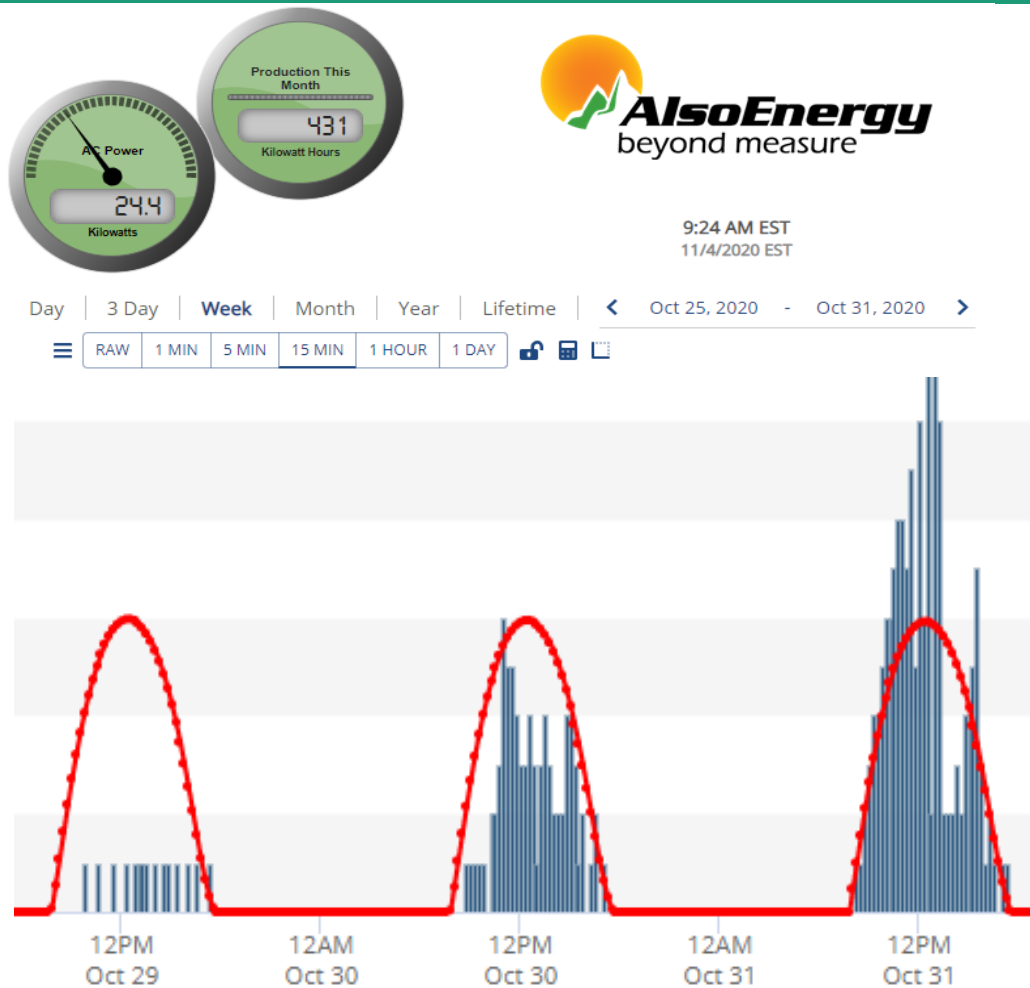 Production This
Month
431
Kilowatt Hours
AC Power
24.4
Kilowatts
AlsoEnergy
beyond measure
9:24 AM EST
11/4/2020 EST
Day 3 Day Week Month Year Lifetime Oct 25, 2020 - Oct 31, 2020
RAW 1 MIN 5 MIN 15 MIN 1 HOUR 1 DAY
12PM 12AM 12PM 12AM 12PM
Oct 29 Oct 30 Oct 30 Oct 31 Oct 31